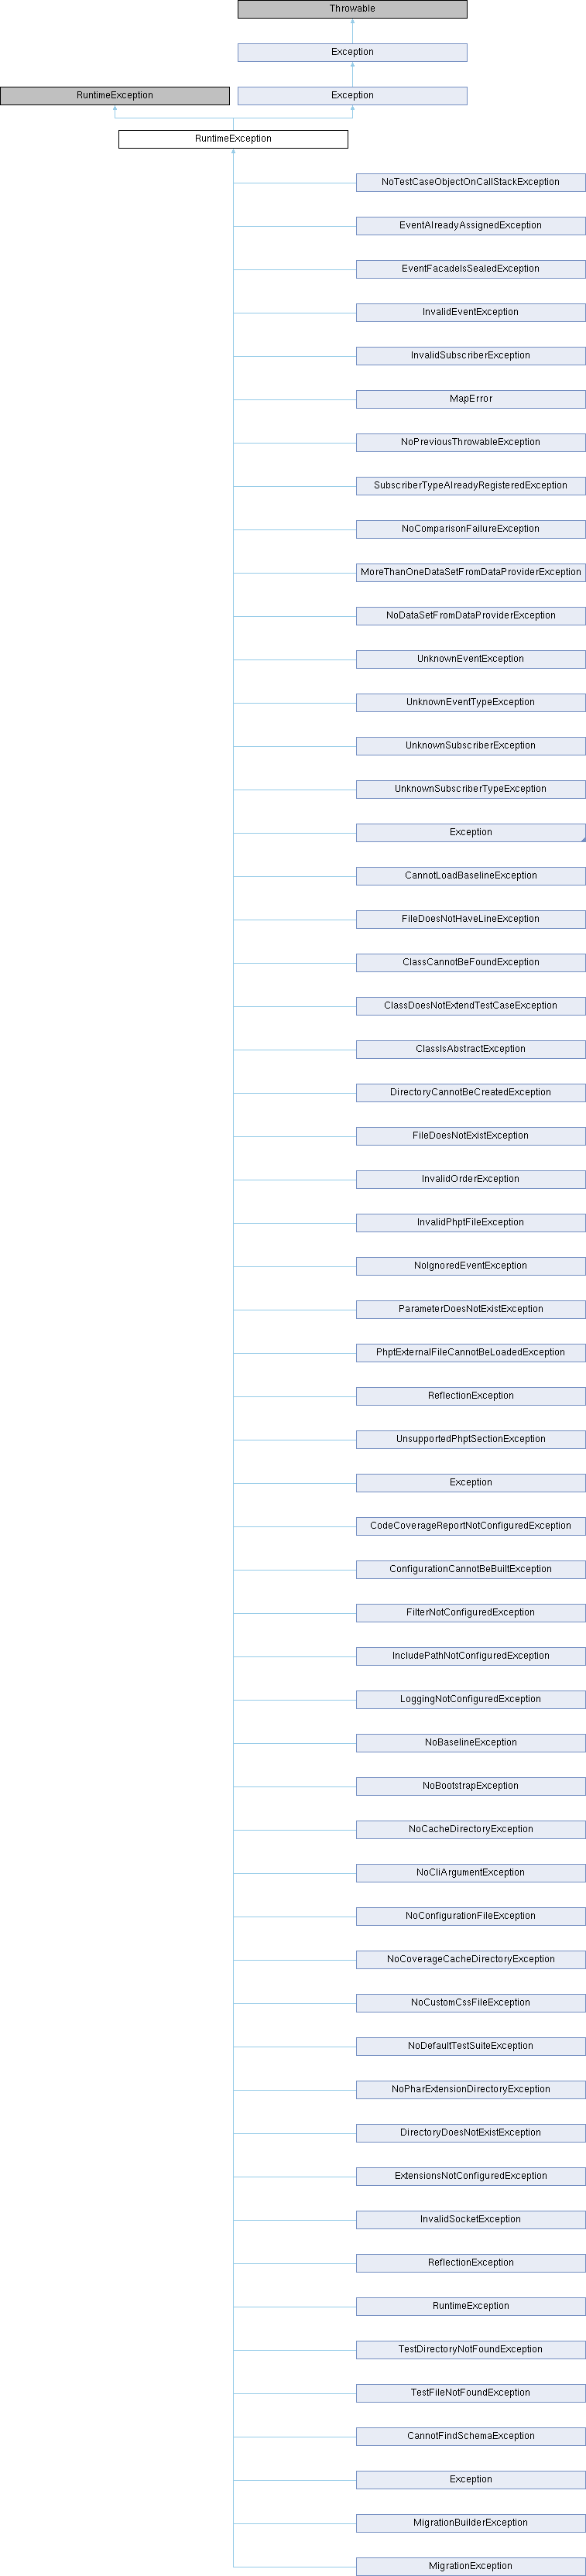 Throwable
Exception
RuntimeException
Exception
RuntimeException
NoTestCaseObjectOnCallStackException
EventAlreadyAssignedException
EventFacadeIsSealedException
InvalidEventException
InvalidSubscriberException
MapError
NoPreviousThrowableException
SubscriberTypeAlreadyRegisteredException
NoComparisonFailureException
MoreThanOneDataSetFromDataProviderException
NoDataSetFromDataProviderException
UnknownEventException
UnknownEventTypeException
UnknownSubscriberException
UnknownSubscriberTypeException
Exception
CannotLoadBaselineException
FileDoesNotHaveLineException
ClassCannotBeFoundException
ClassDoesNotExtendTestCaseException
ClassIsAbstractException
DirectoryCannotBeCreatedException
FileDoesNotExistException
InvalidOrderException
InvalidPhptFileException
NoIgnoredEventException
ParameterDoesNotExistException
PhptExternalFileCannotBeLoadedException
ReflectionException
UnsupportedPhptSectionException
Exception
CodeCoverageReportNotConfiguredException
ConfigurationCannotBeBuiltException
FilterNotConfiguredException
IncludePathNotConfiguredException
LoggingNotConfiguredException
NoBaselineException
NoBootstrapException
NoCacheDirectoryException
NoCliArgumentException
NoConfigurationFileException
NoCoverageCacheDirectoryException
NoCustomCssFileException
NoDefaultTestSuiteException
NoPharExtensionDirectoryException
DirectoryDoesNotExistException
ExtensionsNotConfiguredException
InvalidSocketException
ReflectionException
RuntimeException
TestDirectoryNotFoundException
TestFileNotFoundException
CannotFindSchemaException
Exception
MigrationBuilderException
MigrationException